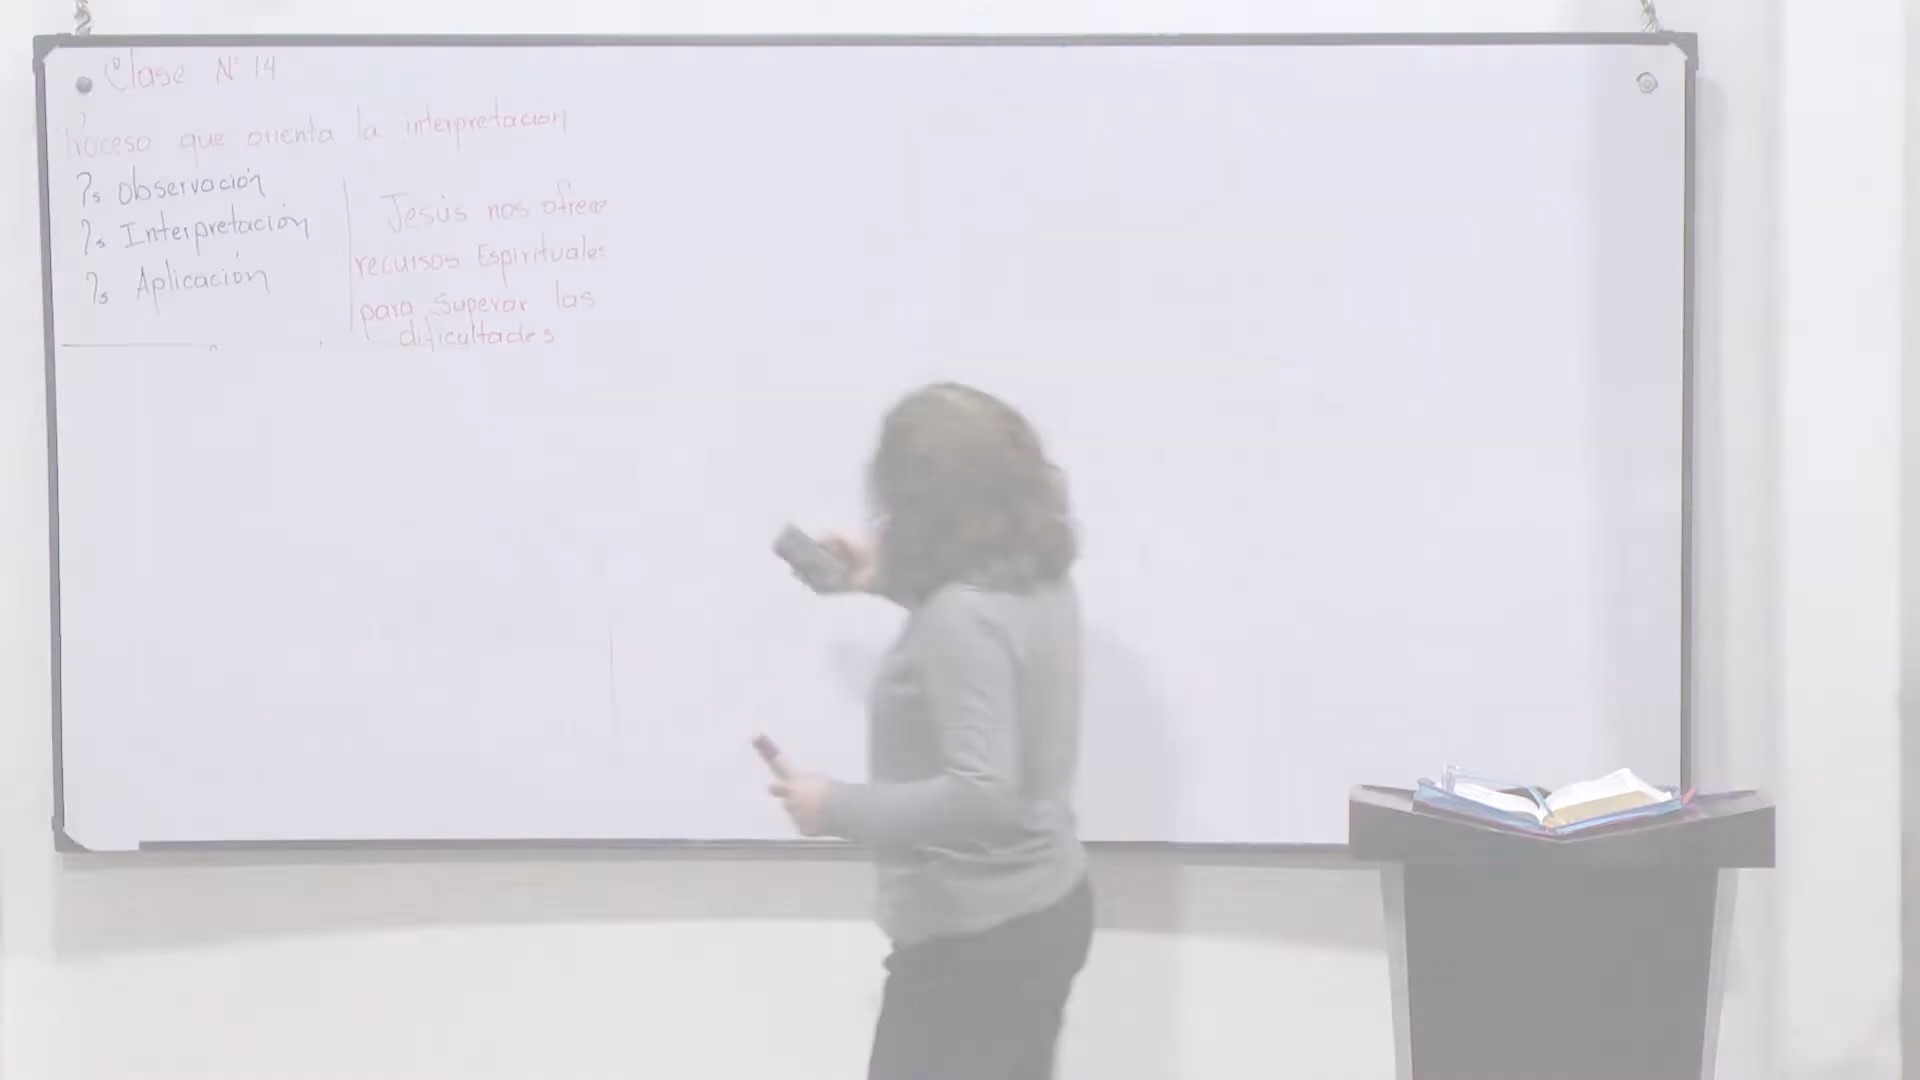 Clase N° 14
Proceso que orienta la interpretación
?s Observación
?s Interpretación
?s Aplicación
Jesús nos ofrece
recursos Espirituales
para Superar las
dificultades